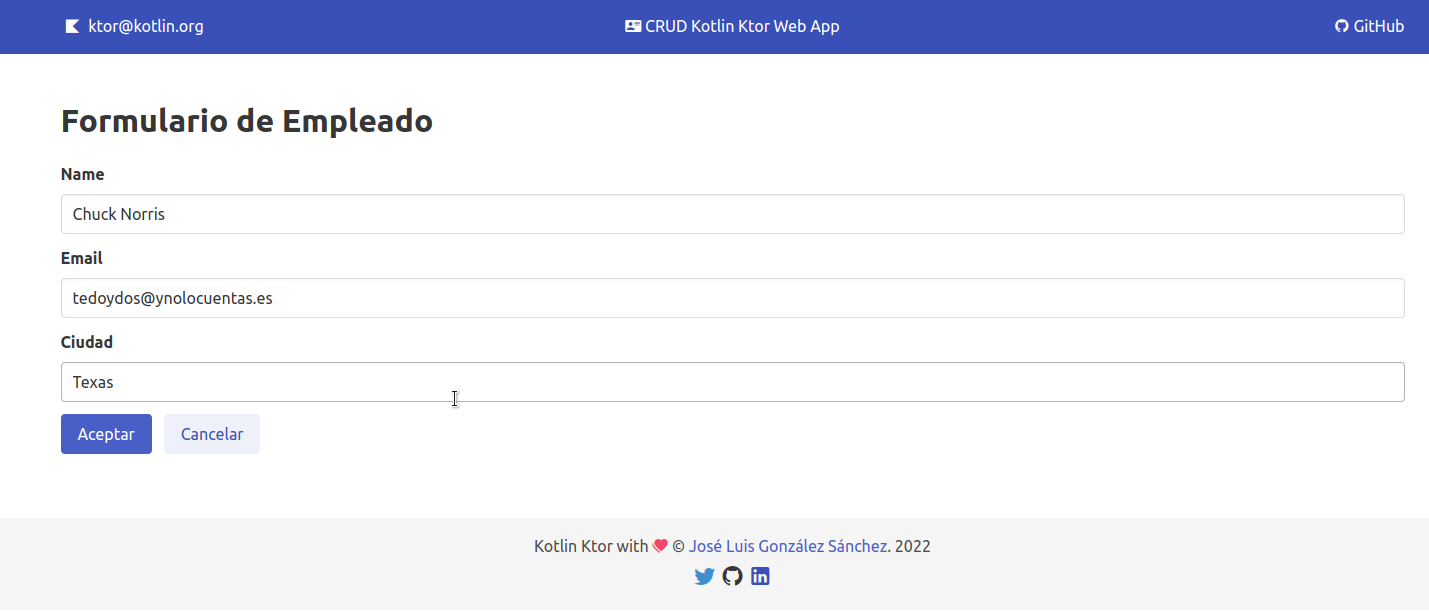 ktor@kotlin.org
CRUD Kotlin Ktor Web App
GitHub
Formulario de Empleado
Name
Chuck Norris
Email
tedoydos@ynolocuentas.es
Ciudad
Texas
Aceptar
Cancelar
Kotlin Ktor with © José Luis González Sánchez. 2022